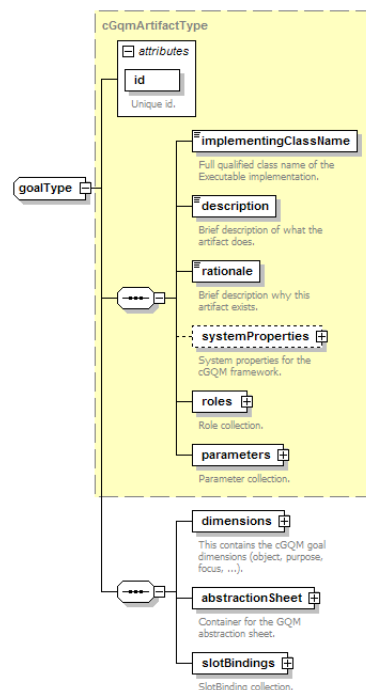 cGqmArtifactType
attributes
id
Unique id.
implementingClassName
Full qualified class name of the
Executable implementation.
goalType
description
Brief description of what the
artifact does.
rationale
Brief description why this
artifact exists.
systemProperties
System properties for the
cGQM framework.
roles
Role collection.
parameters
Parameter collection.
dimensions
This contains the cGQM goal
dimensions (object, purpose,
focus, ...).
abstractionSheet
Container for the GQM
abstraction sheet.
slotBindings
SlotBinding collection.